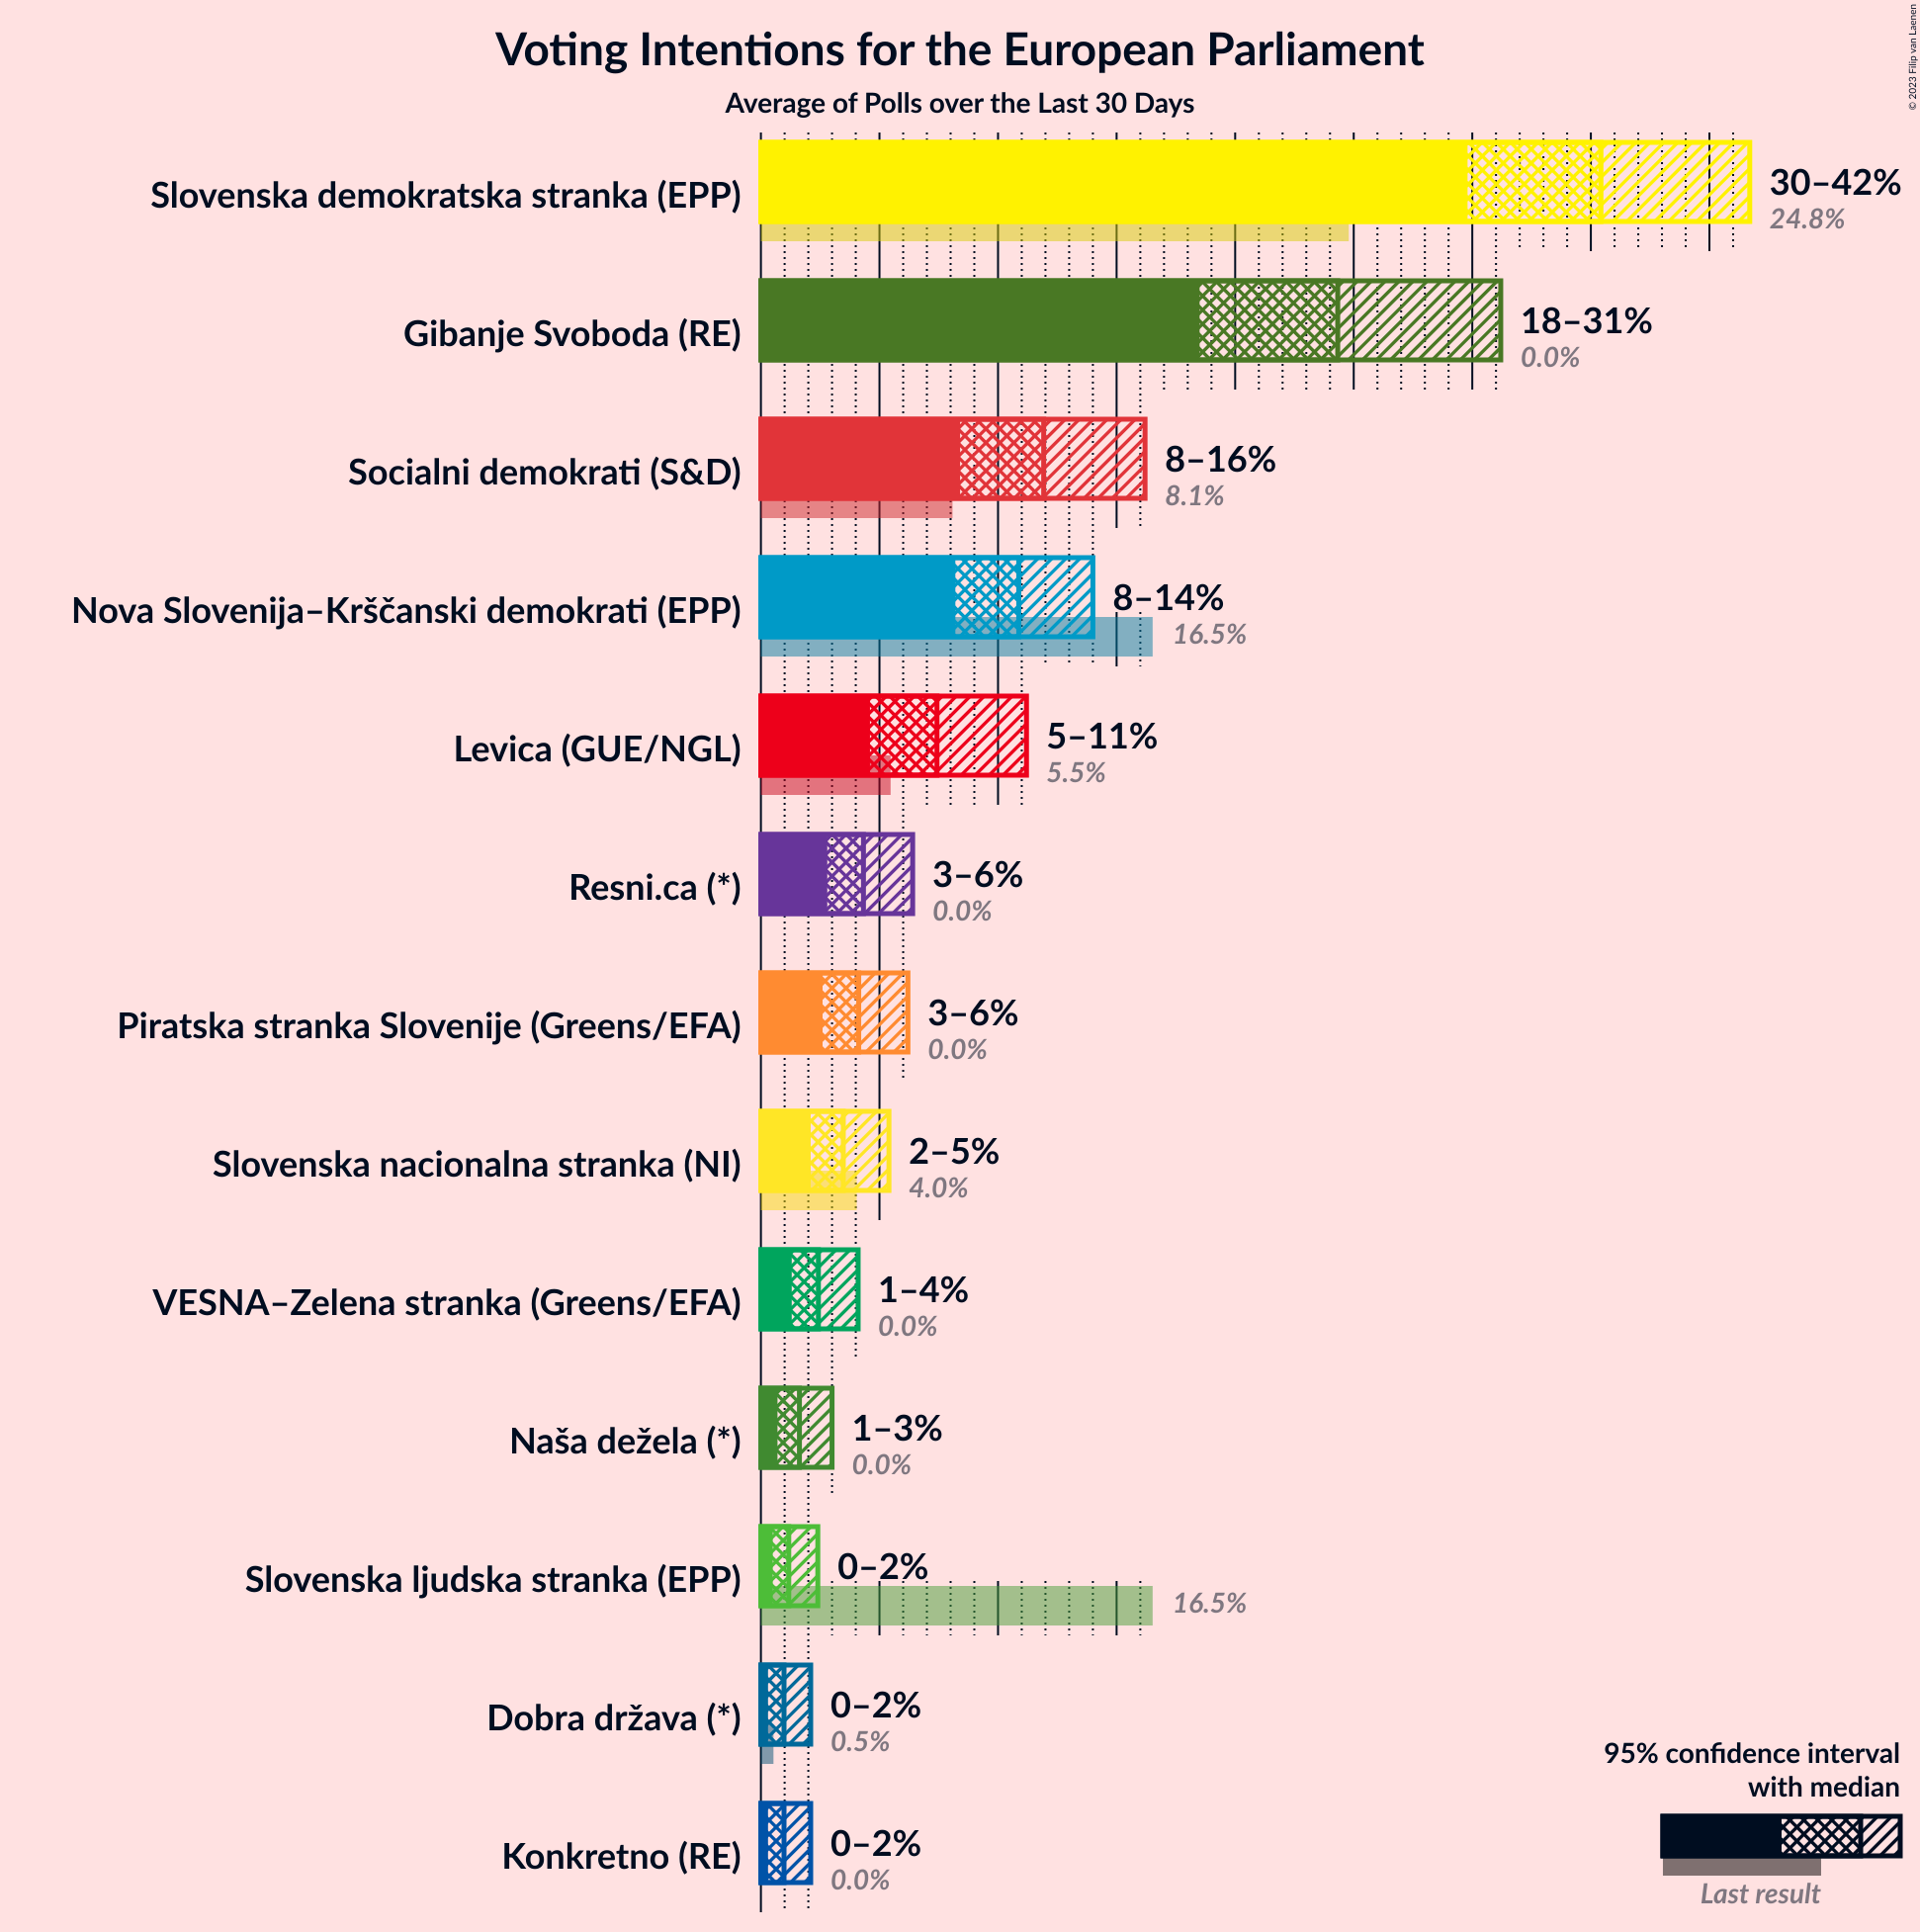 Voting Intentions for the European Parliament
Average of Polls over the Last 30 Days
© 2023 Filip van Laenen
Slovenska demokratska stranka (EPP)
30–42%
24.8%
Gibanje Svoboda (RE)
18–31%
0.0%
Socialni demokrati (S&D)
8–16%
8.1%
Nova Slovenija–Krščanski demokrati (EPP)
8–14%
16.5%
Levica (GUE/NGL)
5–11%
5.5%
Resni.ca (*)
3–6%
0.0%
Piratska stranka Slovenije (Greens/EFA)
3–6%
0.0%
Slovenska nacionalna stranka (NI)
2–5%
4.0%
VESNA–Zelena stranka (Greens/EFA)
1–4%
0.0%
Naša dežela (*)
1–3%
0.0%
Slovenska ljudska stranka (EPP)
0–2%
16.5%
Dobra država (*)
0–2%
0.5%
Konkretno (RE)
0–2%
0.0%
95% confidence interval
with median
Last result